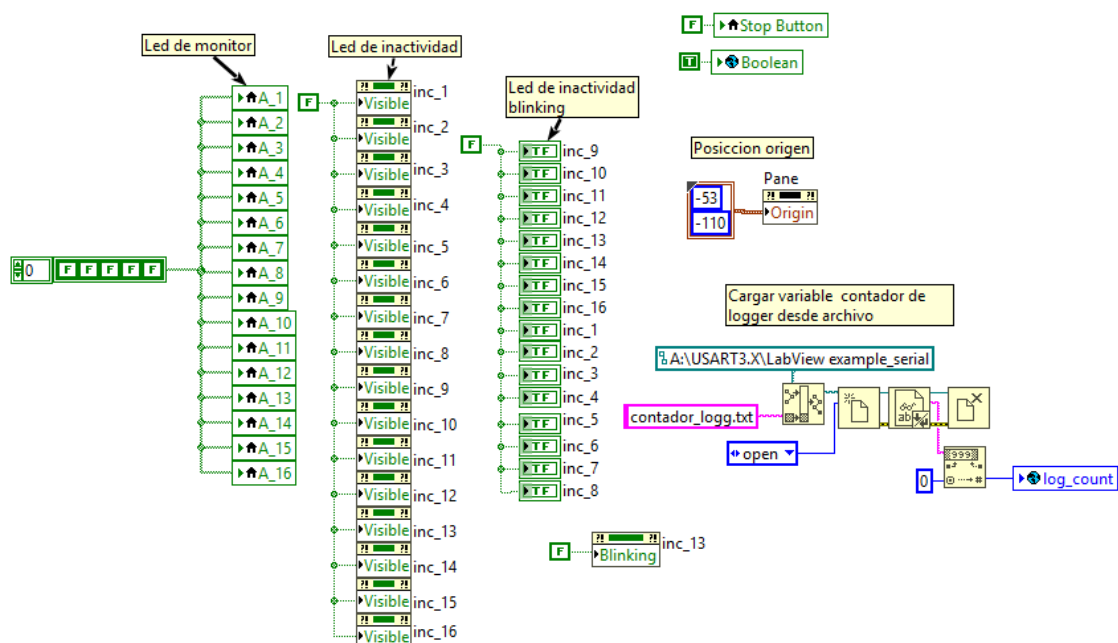 Led de monitor
A_1
A_2
A_3
A_4
A_5
A_6
A_7
A_8
A_9
A_10
A_11
A_12
A_13
A_14
A_15
A_16
0
F F F F F
Led de inactividad
F
Visible inc_1
Visible inc_2
Visible inc_3
Visible inc_4
Visible inc_5
Visible inc_6
Visible inc_7
Visible inc_8
Visible inc_9
Visible inc_10
Visible inc_11
Visible inc_12
Visible inc_13
Visible inc_14
Visible inc_15
Visible inc_16
Led de inactividad
blinking
F
TF inc_9
TF inc_10
TF inc_11
TF inc_12
TF inc_13
TF inc_14
TF inc_15
TF inc_16
TF inc_1
TF inc_2
TF inc_3
TF inc_4
TF inc_5
TF inc_6
TF inc_7
TF inc_8
F
Blinking inc_13
F Stop Button
T Boolean
Posiccion origen
Pane
-53
-110
Origin
Cargar variable contador de
logger desde archivo
A:\USART3.X\LabView example_serial
contador_logg.txt
open
ab
999
0
#
log_count